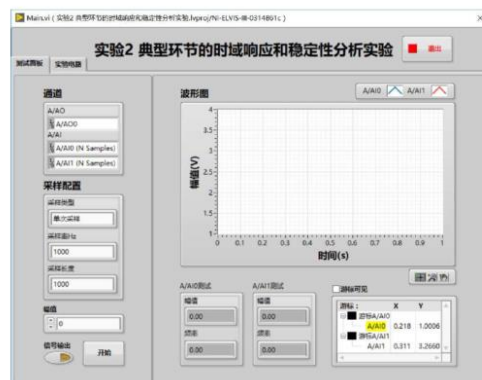 Main.vi（实验2 典型环节的时域响应和稳定性分析实验.lvproj/NI-ELVIS-III-0314861c）
实验2 典型环节的时域响应和稳定性分析实验
退出
测试面板 实验电路
通道
A/AO
A/AO0
A/AI
A/AI0 (N Samples)
A/AI1 (N Samples)
采样配置
采样类型
单次采样
采样率Hz
1000
采样长度
1000
幅值
0
信号输出
开始
波形图
A/AI0 A/AI1
幅值(V)
4
3.5
3
2.5
2
1.5
1
0 0.1 0.2 0.3 0.4 0.5 0.6 0.7 0.8 0.9 1
时间(s)
A/AI0测试
幅值
0.00
频率
0.00
A/AI1测试
幅值
0.00
频率
0.00
游标可见
游标： X Y
游标A/AI0
A/AI0 0.218 1.0006
游标A/AI1
A/AI1 0.311 3.2660